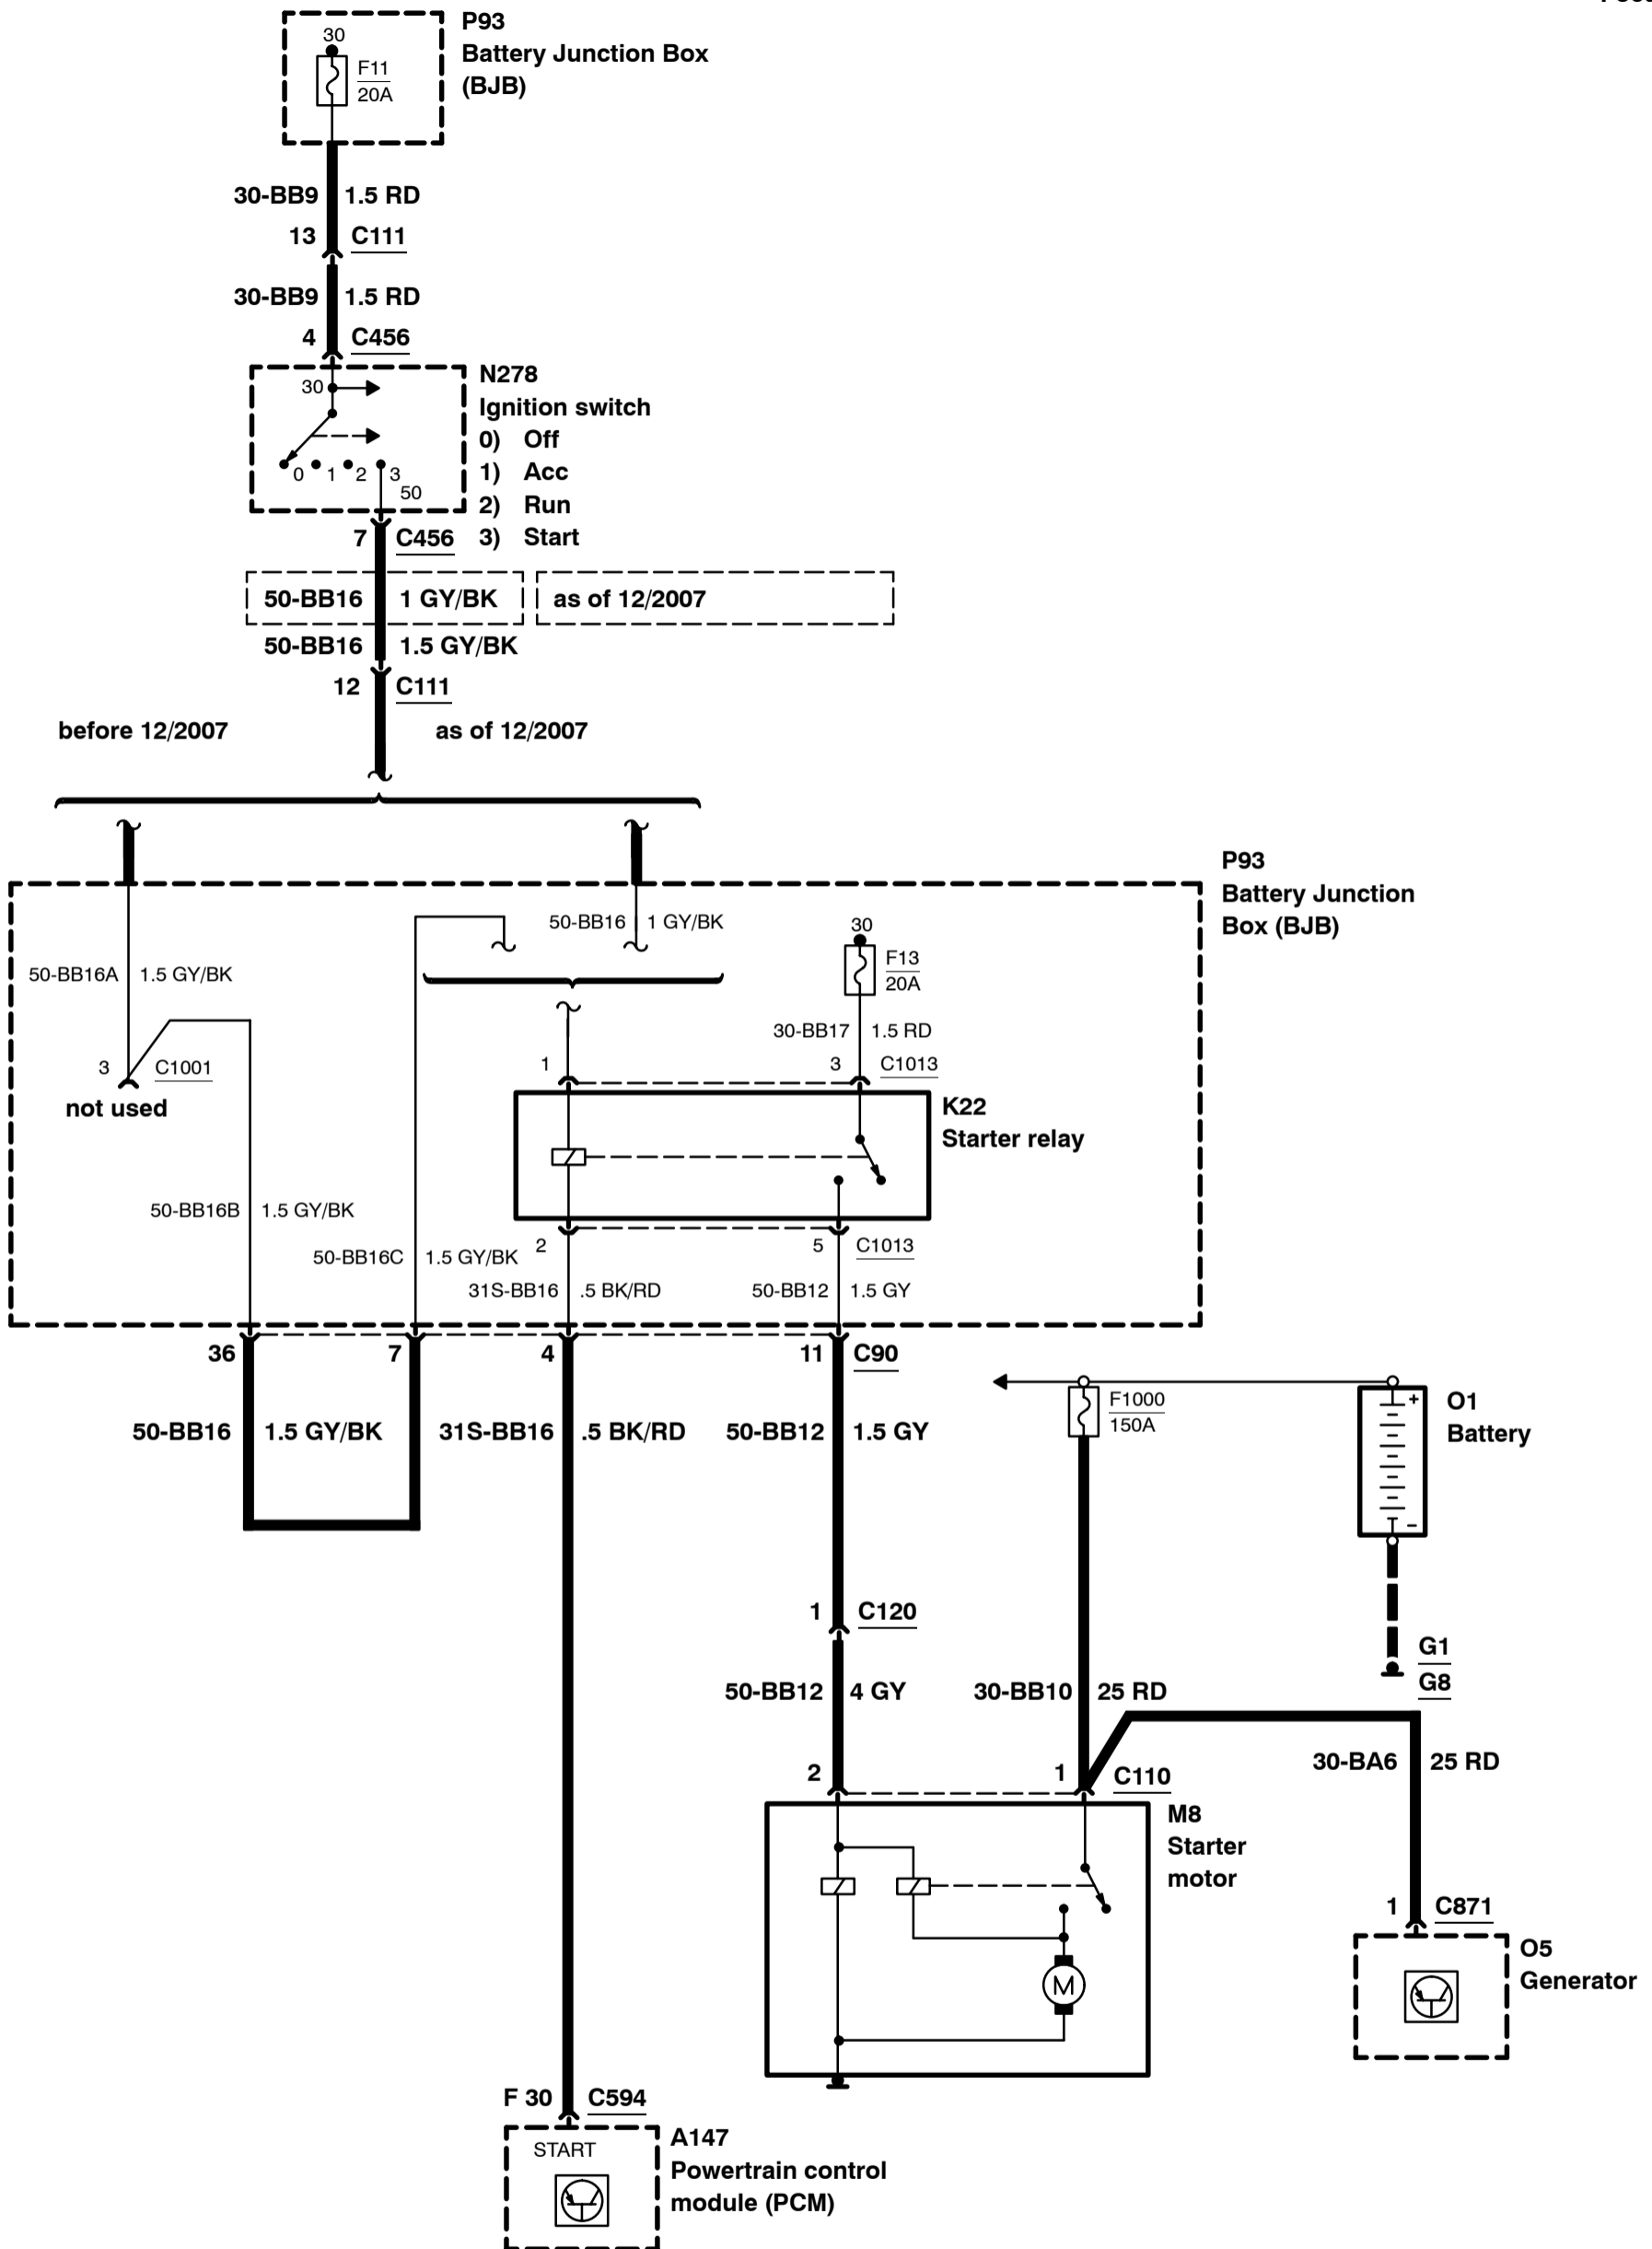 P93
Battery Junction Box
(BJB)
30
F11
20A
30-BB9 1.5 RD
13 C111
30-BB9 1.5 RD
4 C456
30
0 1 2 3
50
N278
Ignition switch
0) Off
1) Acc
2) Run
3) Start
7 C456
50-BB16 1 GY/BK as of 12/2007
50-BB16 1.5 GY/BK
12 C111
before 12/2007 as of 12/2007
P93
Battery Junction
Box (BJB)
50-BB16 1 GY/BK
30
F13
20A
50-BB16A 1.5 GY/BK
30-BB17 1.5 RD
3 C1001
not used
1 3 C1013
K22
Starter relay
50-BB16B 1.5 GY/BK
50-BB16C 1.5 GY/BK
2 5 C1013
31S-BB16 .5 BK/RD 50-BB12 1.5 GY
36 7 4 11 C90
50-BB16 1.5 GY/BK 31S-BB16 .5 BK/RD 50-BB12 1.5 GY
F1000
150A
+
-
O1
Battery
1 C120
G1
G8
50-BB12 4 GY 30-BB10 25 RD
30-BA6 25 RD
2 1 C110
M8
Starter
motor
M
1 C871
O5
Generator
F 30 C594
START
A147
Powertrain control
module (PCM)